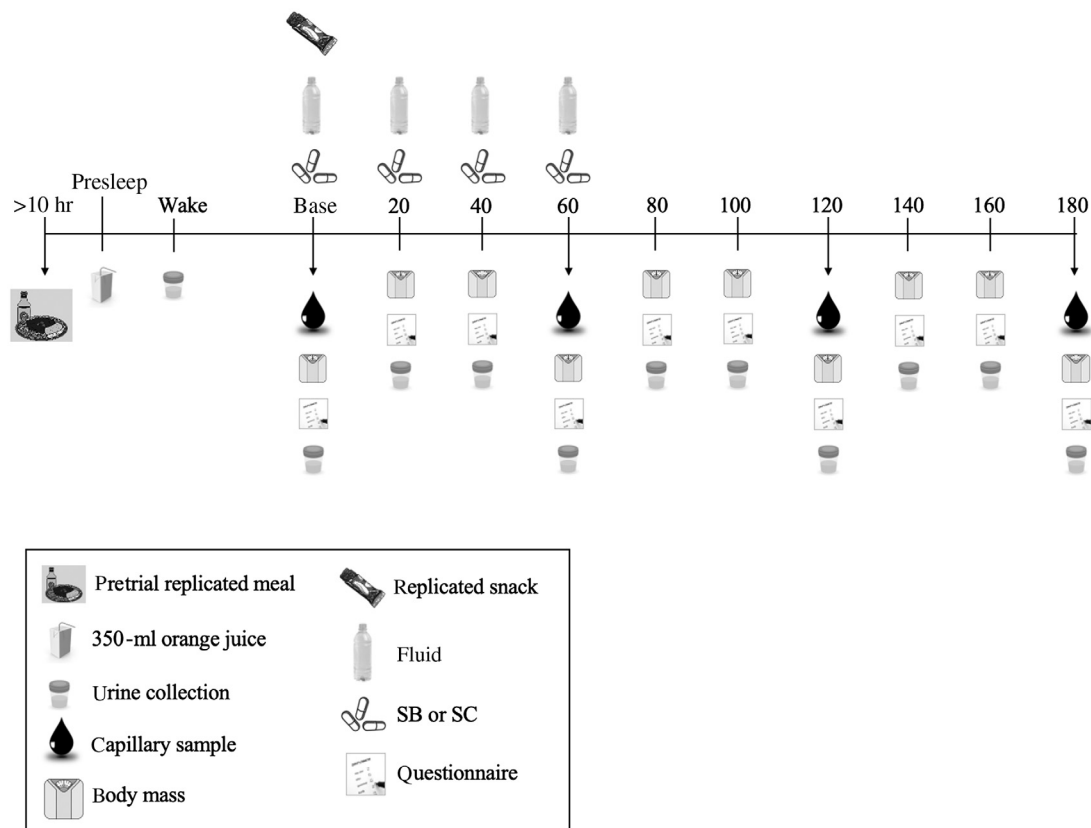 Presleep
>10 hr
Wake
Base
20
40
60
80
100
120
140
160
180
Pretrial replicated meal
350-ml orange juice
Urine collection
Capillary sample
Body mass
Replicated snack
Fluid
SB or SC
Questionnaire